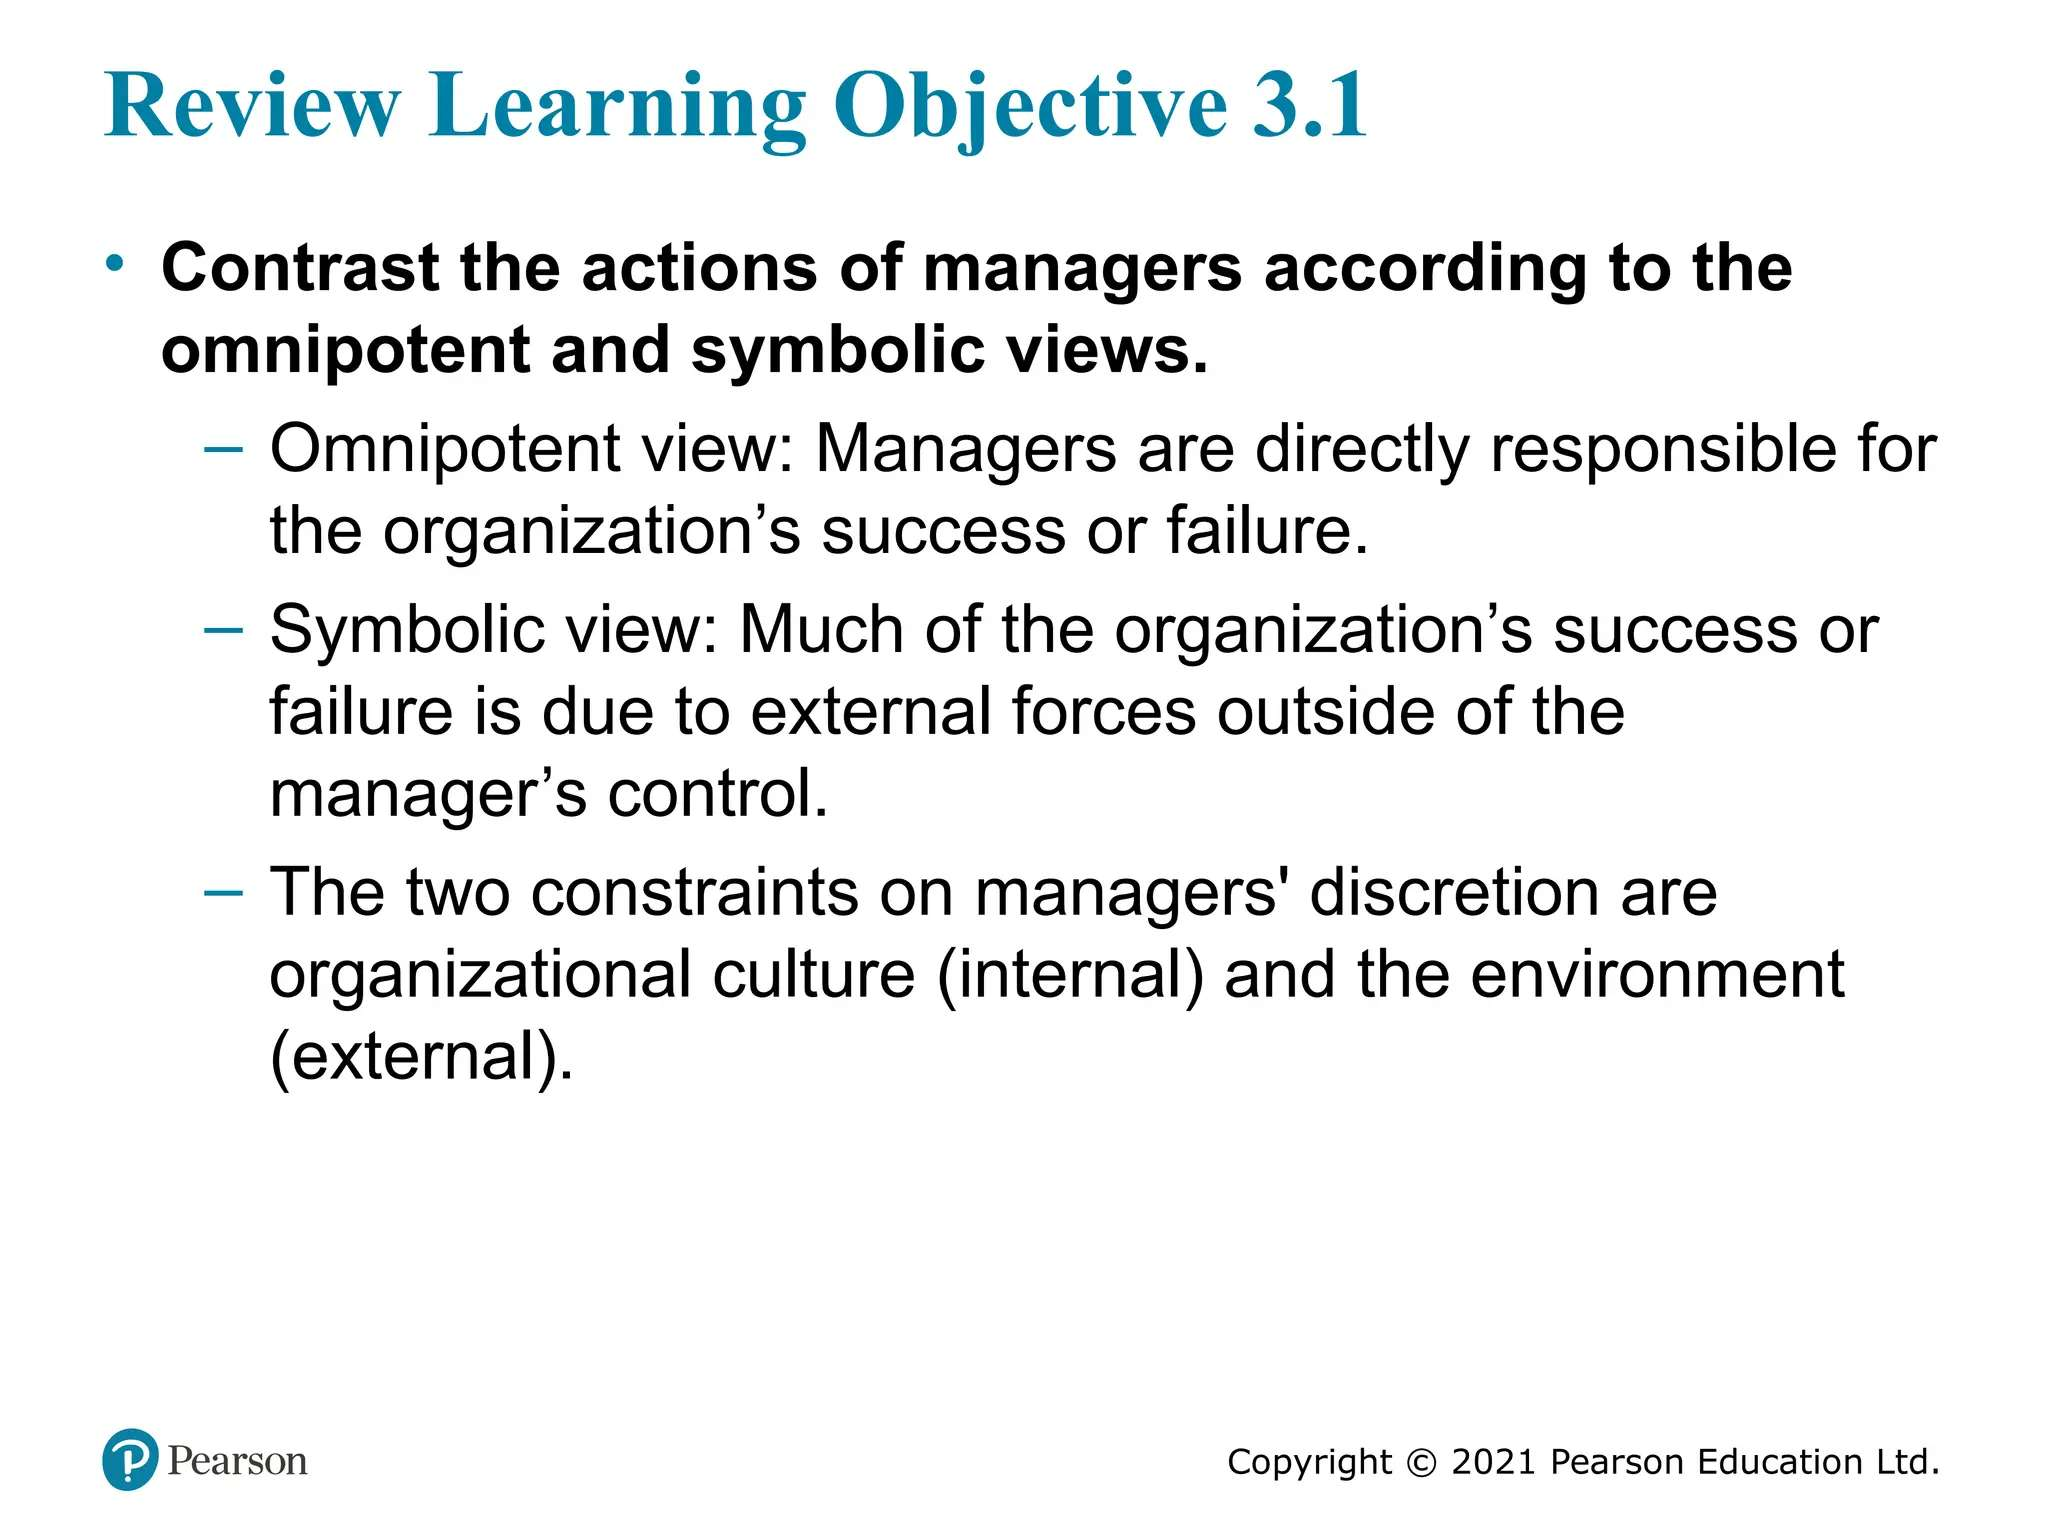 Review Learning Objective 3.1
• Contrast the actions of managers according to the
omnipotent and symbolic views.
– Omnipotent view: Managers are directly responsible for
the organization’s success or failure.
– Symbolic view: Much of the organization’s success or
failure is due to external forces outside of the
manager’s control.
– The two constraints on managers' discretion are
organizational culture (internal) and the environment
(external).
Pearson
Copyright © 2021 Pearson Education Ltd.